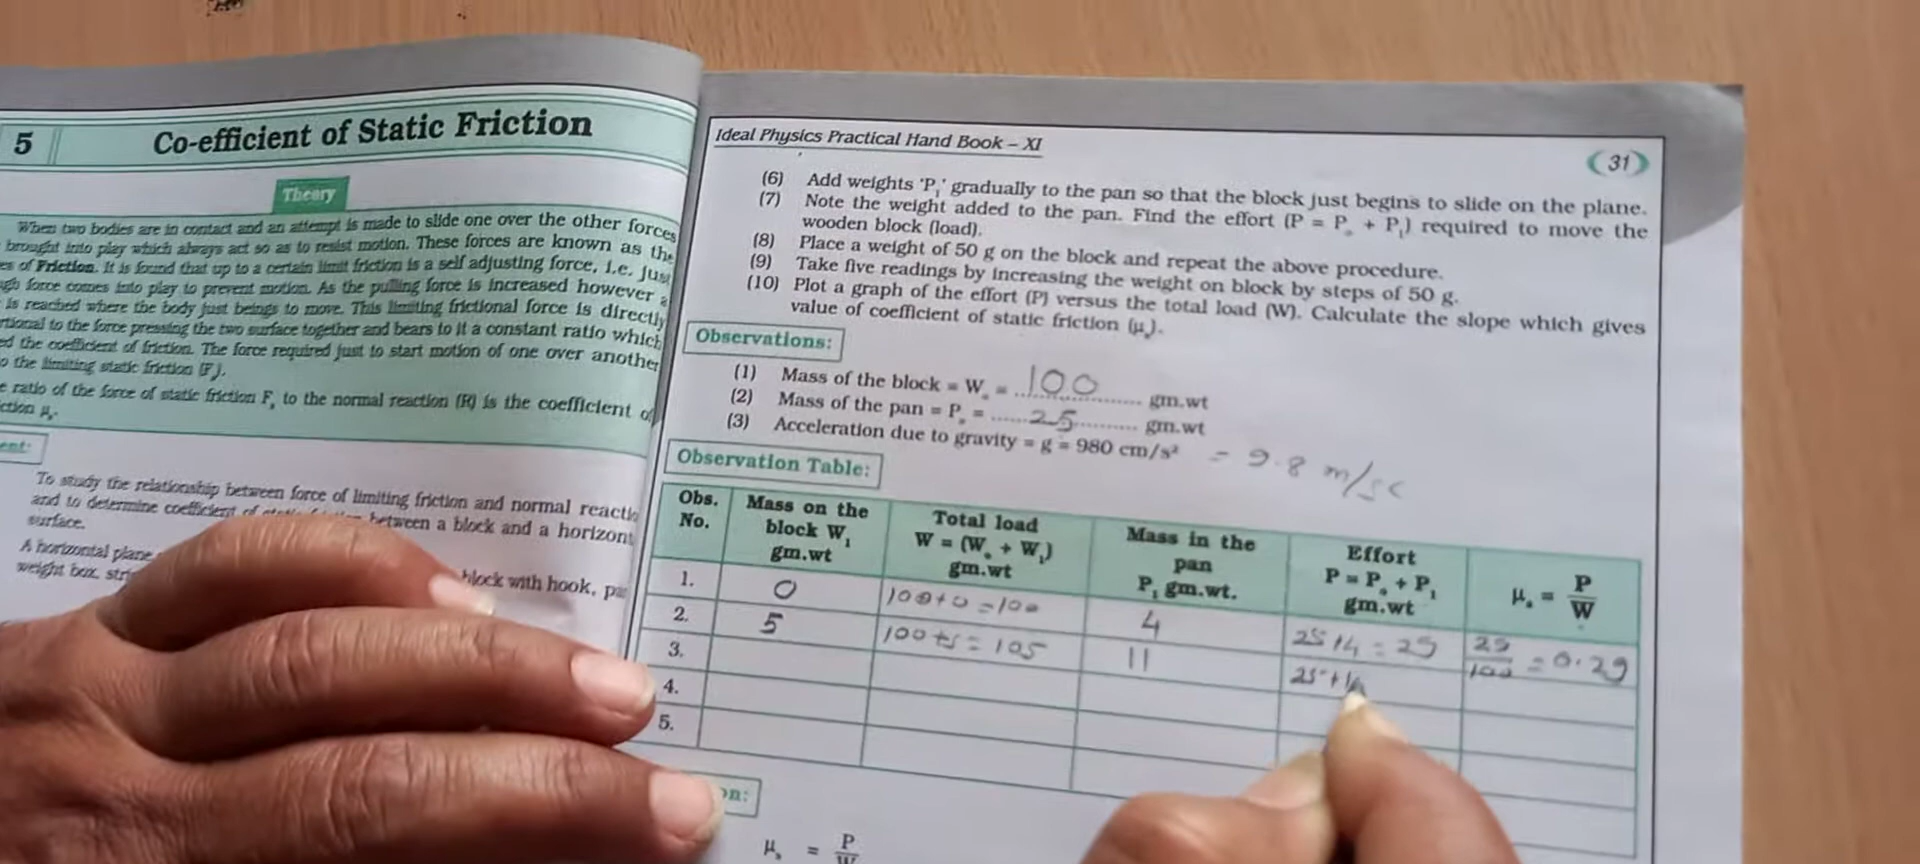 5
Co-efficient of Static Friction
Theory
When two bodies are in contact and an attempt is made to slide one over the other forces
brought into play which always act so as to resist motion. These forces are known as the
es of Friction. It is found that up to a certain limit friction is a self adjusting force, i.e. just
gh force comes into play to prevent motion. As the pulling force is increased however a
is reached where the body just beings to move. This limiting frictional force is directly
rtional to the force pressing the two surface together and bears to it a constant ratio which
ed the coefficient of friction. The force required just to start motion of one over another
o the limiting static friction (F).
e ratio of the force of static friction Fs to the normal reaction (R) is the coefficient of
ction μs.
ent:
To study the relationship between force of limiting friction and normal reactio
and to determine coefficient of between a block and a horizont
surface.
A horizontal plane block with hook, pa
weight box, stri
Ideal Physics Practical Hand Book – XI
(31)
(6) Add weights 'P₁' gradually to the pan so that the block just begins to slide on the plane.
(7) Note the weight added to the pan. Find the effort (P = P₀ + P₁) required to move the
wooden block (load).
(8) Place a weight of 50 g on the block and repeat the above procedure.
(9) Take five readings by increasing the weight on block by steps of 50 g.
(10) Plot a graph of the effort (P) versus the total load (W). Calculate the slope which gives
value of coefficient of static friction (μs).
Observations:
(1) Mass of the block = W₀ = 100 gm.wt
(2) Mass of the pan = P₀ = 25 gm.wt
(3) Acceleration due to gravity = g = 980 cm/s² = 9.8 m/s
Observation Table:
Obs. No. Mass on the block W₁ gm.wt Total load W = (W₀ + W₁) gm.wt Mass in the pan P₁ gm.wt. Effort P = P₀ + P₁ gm.wt μs = P/W
1. 0 100+0 = 100 4 25+4 = 29 29/100 = 0.29
2. 5 100+5 = 105 11 25+1
3.
4.
5.
on:
μs = P/W